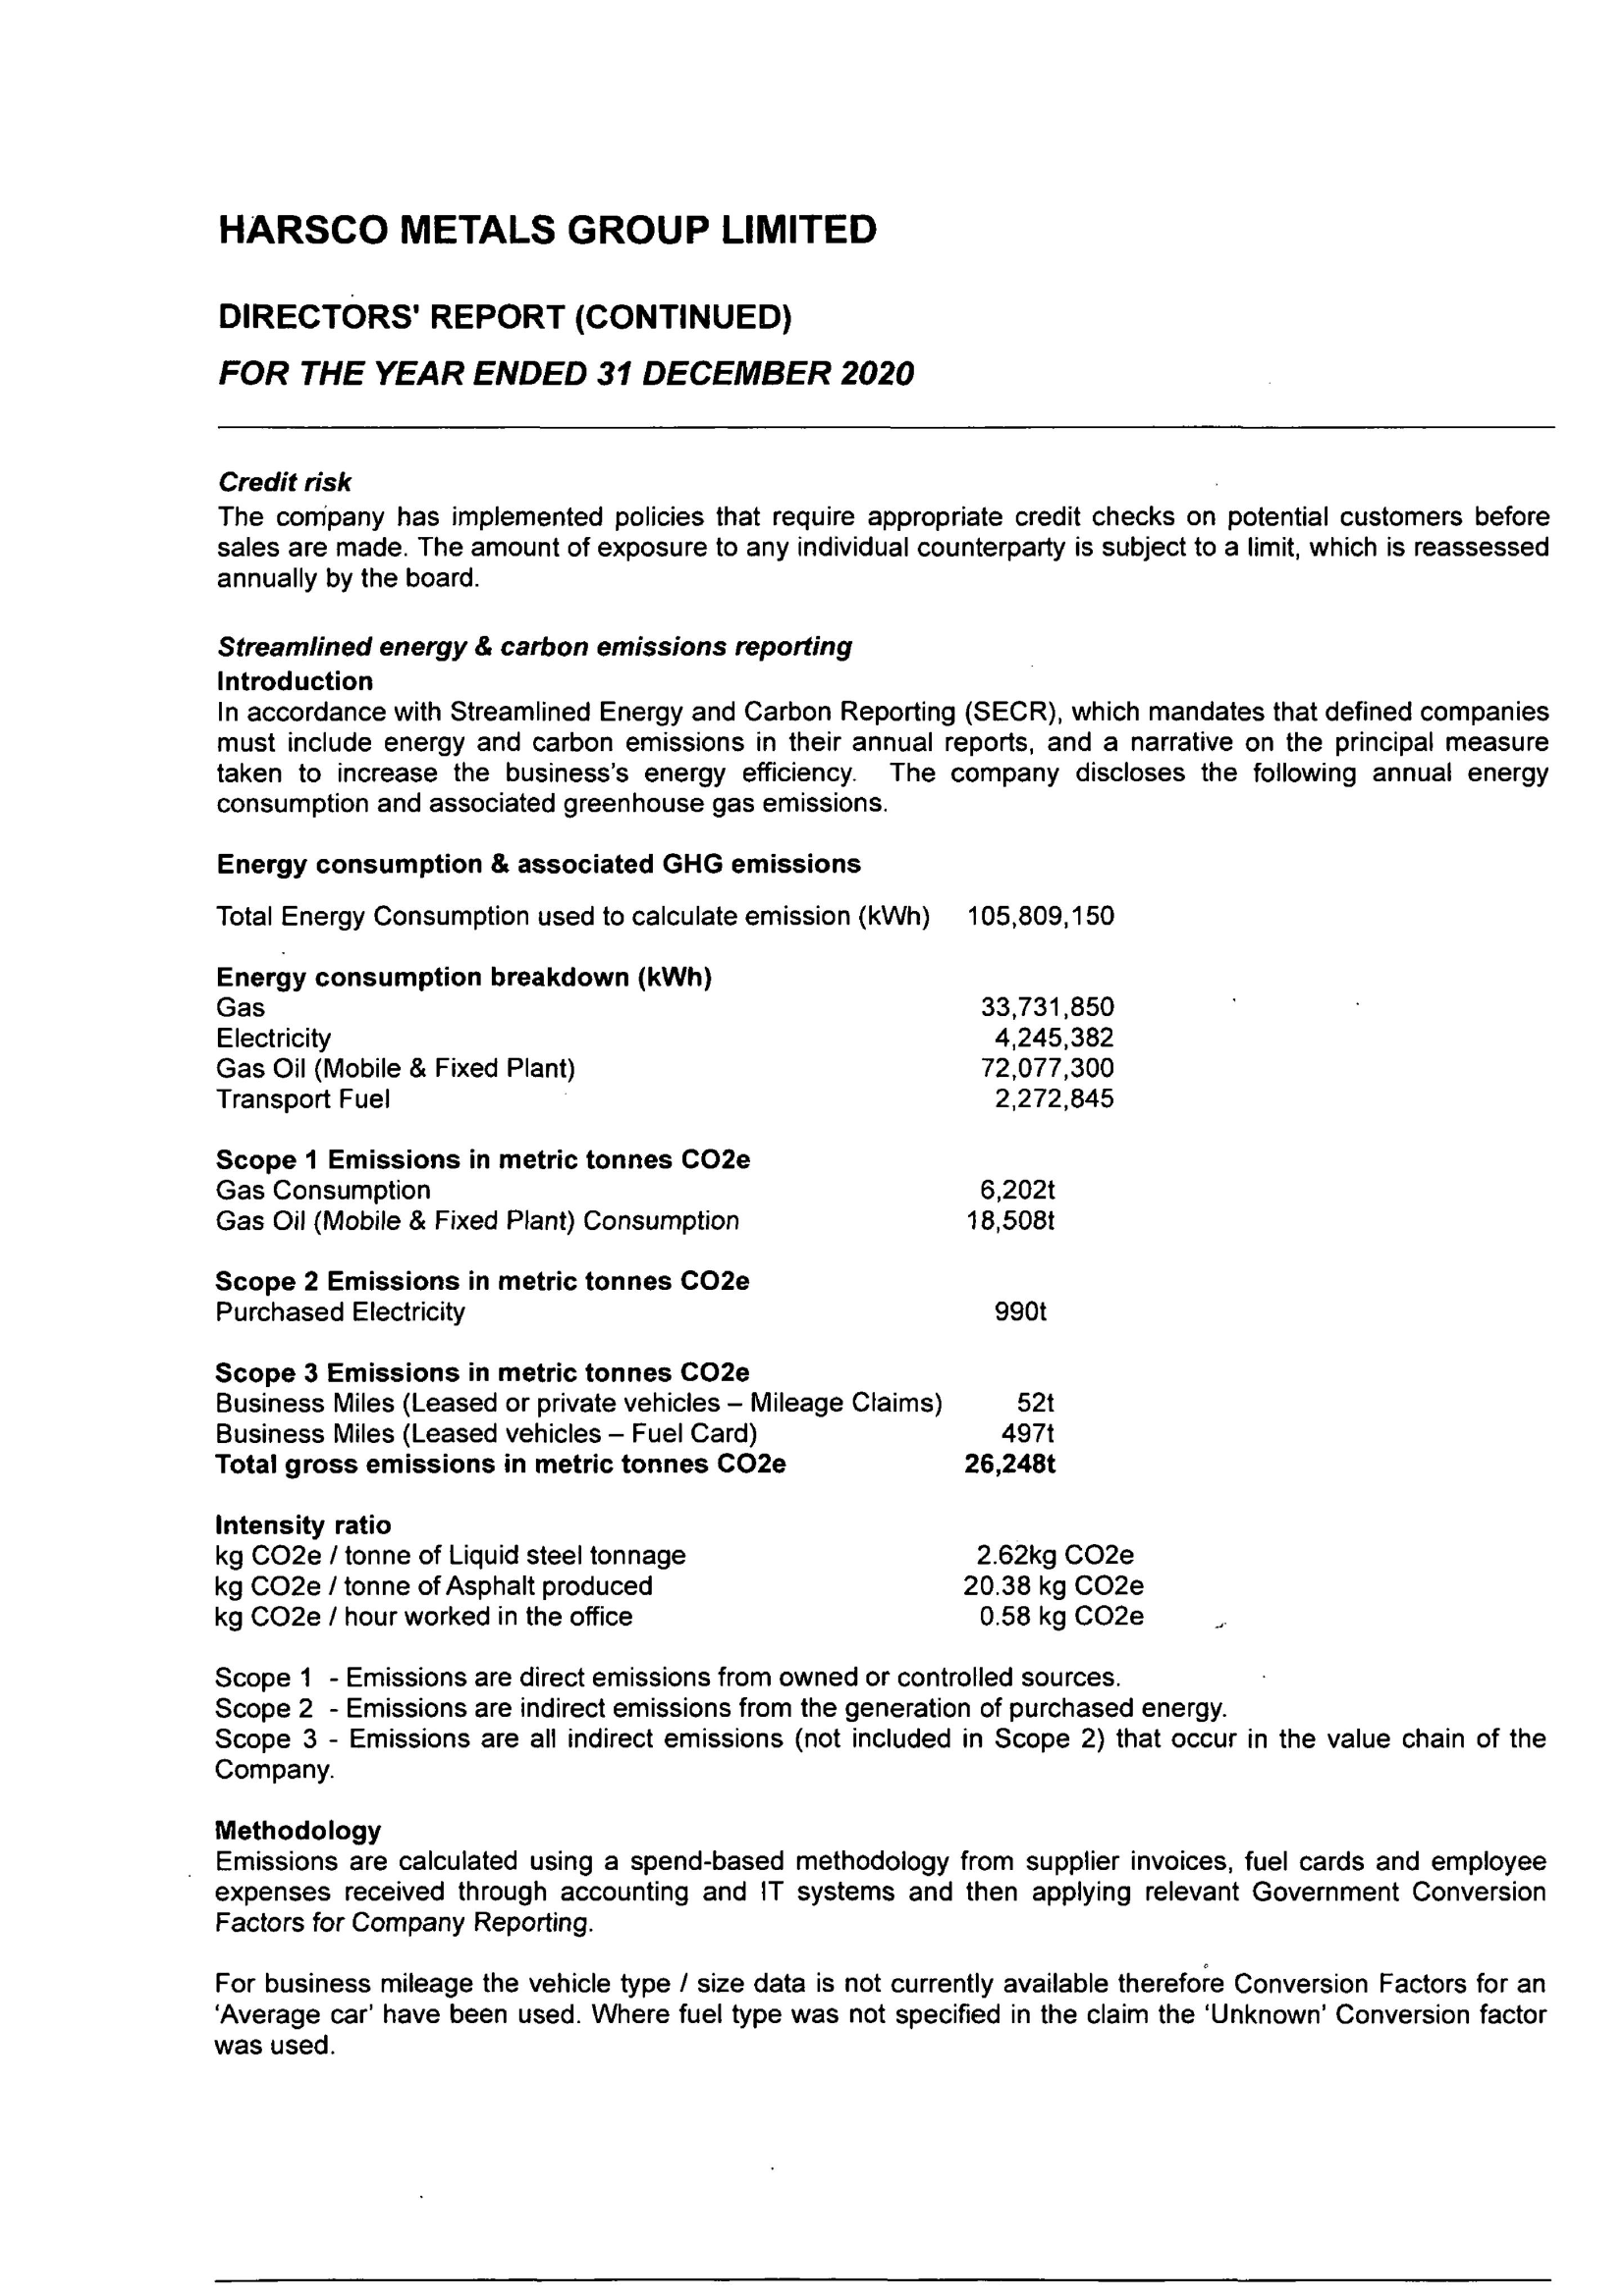 HARSCO METALS GROUP LIMITED
DIRECTORS' REPORT (CONTINUED)
FOR THE YEAR ENDED 31 DECEMBER 2020
Credit risk
The company has implemented policies that require appropriate credit checks on potential customers before
sales are made. The amount of exposure to any individual counterparty is subject to a limit, which is reassessed
annually by the board.
Streamlined energy & carbon emissions reporting
Introduction
In accordance with Streamlined Energy and Carbon Reporting (SECR), which mandates that defined companies
must include energy and carbon emissions in their annual reports, and a narrative on the principal measure
taken to increase the business's energy efficiency. The company discloses the following annual energy
consumption and associated greenhouse gas emissions.
Energy consumption & associated GHG emissions
Total Energy Consumption used to calculate emission (kWh) 105,809,150
Energy consumption breakdown (kWh)
Gas 33,731,850
Electricity 4,245,382
Gas Oil (Mobile & Fixed Plant) 72,077,300
Transport Fuel 2,272,845
Scope 1 Emissions in metric tonnes CO2e
Gas Consumption 6,202t
Gas Oil (Mobile & Fixed Plant) Consumption 18,508t
Scope 2 Emissions in metric tonnes CO2e
Purchased Electricity 990t
Scope 3 Emissions in metric tonnes CO2e
Business Miles (Leased or private vehicles – Mileage Claims) 52t
Business Miles (Leased vehicles – Fuel Card) 497t
Total gross emissions in metric tonnes CO2e 26,248t
Intensity ratio
kg CO2e / tonne of Liquid steel tonnage 2.62kg CO2e
kg CO2e / tonne of Asphalt produced 20.38 kg CO2e
kg CO2e / hour worked in the office 0.58 kg CO2e
Scope 1 - Emissions are direct emissions from owned or controlled sources.
Scope 2 - Emissions are indirect emissions from the generation of purchased energy.
Scope 3 - Emissions are all indirect emissions (not included in Scope 2) that occur in the value chain of the
Company.
Methodology
Emissions are calculated using a spend-based methodology from supplier invoices, fuel cards and employee
expenses received through accounting and IT systems and then applying relevant Government Conversion
Factors for Company Reporting.
For business mileage the vehicle type / size data is not currently available therefore Conversion Factors for an
'Average car' have been used. Where fuel type was not specified in the claim the 'Unknown' Conversion factor
was used.